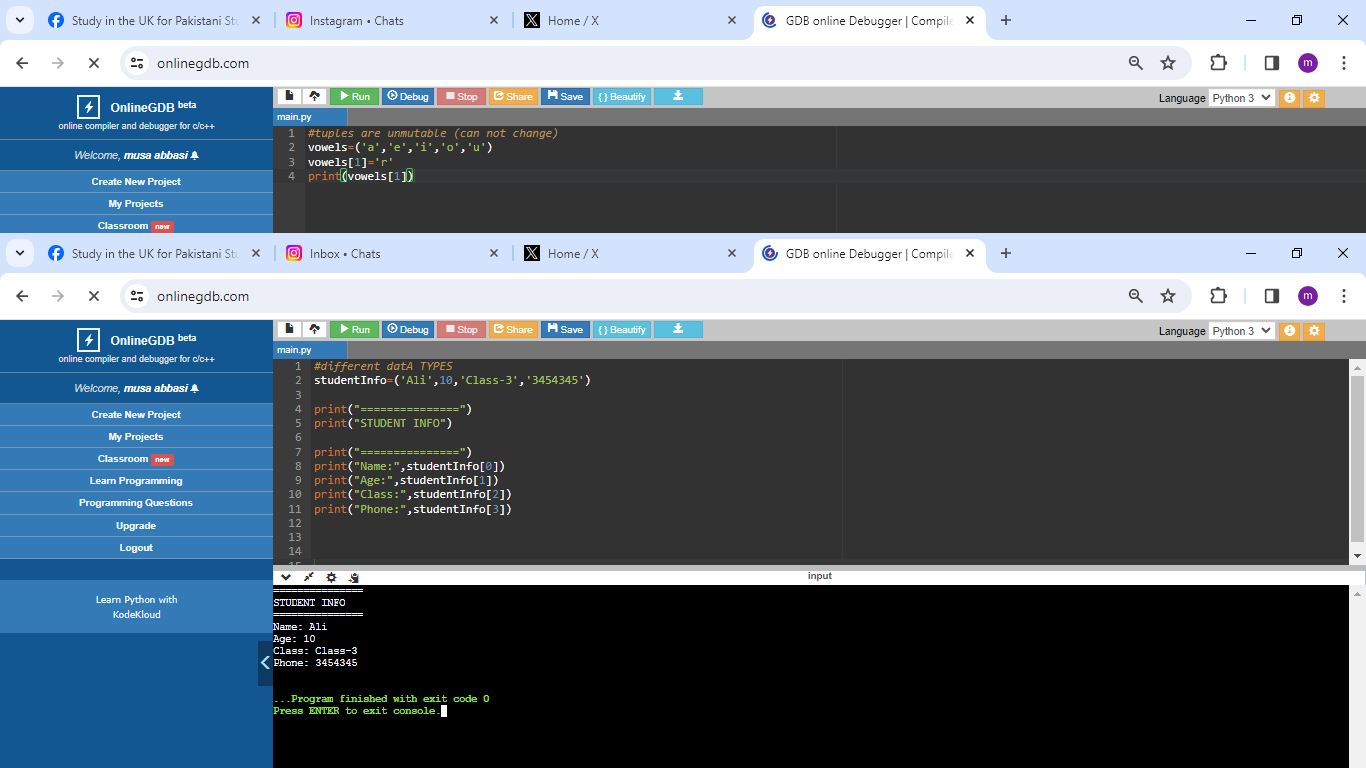 Study in the UK for Pakistani Stu
Instagram • Chats
Home / X
GDB online Debugger | Compile
onlinegdb.com
m
OnlineGDB beta
online compiler and debugger for c/c++
Welcome, musa abbasi
Create New Project
My Projects
Classroom new
Run Debug Stop Share Save { } Beautify
Language Python 3
main.py
1 #tuples are unmutable (can not change)
2 vowels=('a','e','i','o','u')
3 vowels[1]='r'
4 print(vowels[1])
Study in the UK for Pakistani Stu
Inbox • Chats
Home / X
GDB online Debugger | Compile
onlinegdb.com
m
OnlineGDB beta
online compiler and debugger for c/c++
Welcome, musa abbasi
Create New Project
My Projects
Classroom new
Learn Programming
Programming Questions
Upgrade
Logout
Learn Python with
KodeKloud
Run Debug Stop Share Save { } Beautify
Language Python 3
main.py
1 #different datA TYPES
2 studentInfo=('Ali',10,'Class-3','3454345')
3
4 print("===============")
5 print("STUDENT INFO")
6
7 print("===============")
8 print("Name:",studentInfo[0])
9 print("Age:",studentInfo[1])
10 print("Class:",studentInfo[2])
11 print("Phone:",studentInfo[3])
12
13
14
15
input
===============
STUDENT INFO
===============
Name: Ali
Age: 10
Class: Class-3
Phone: 3454345
...Program finished with exit code 0
Press ENTER to exit console.